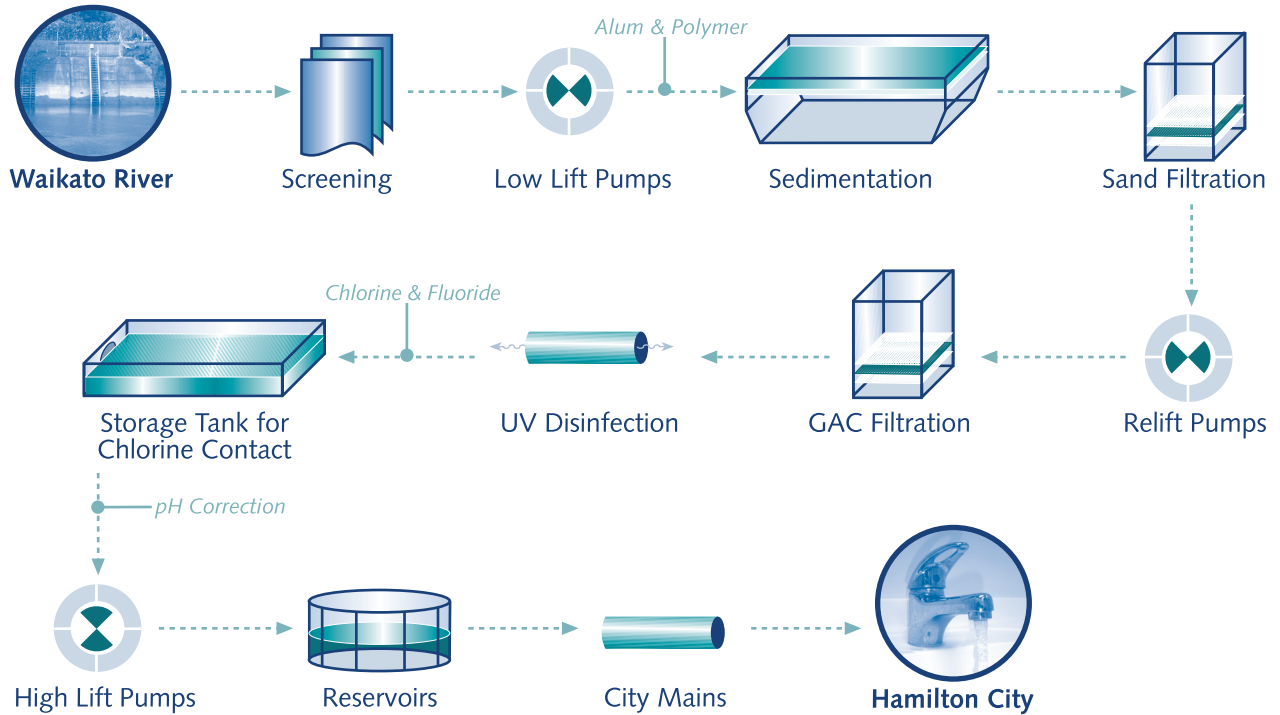 Alum & Polymer
Waikato River
Screening
Low Lift Pumps
Sedimentation
Sand Filtration
Chlorine & Fluoride
Storage Tank for
Chlorine Contact
UV Disinfection
GAC Filtration
Relift Pumps
pH Correction
High Lift Pumps
Reservoirs
City Mains
Hamilton City